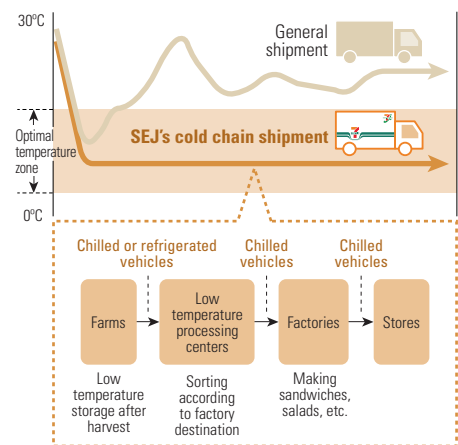 30ºC
General
shipment
Optimal
temperature
zone
SEJ's cold chain shipment
0ºC
Chilled or refrigerated
vehicles
Chilled
vehicles
Chilled
vehicles
Farms
Low
temperature
processing
centers
Factories
Stores
Low
temperature
storage after
harvest
Sorting
according
to factory
destination
Making
sandwiches,
salads, etc.